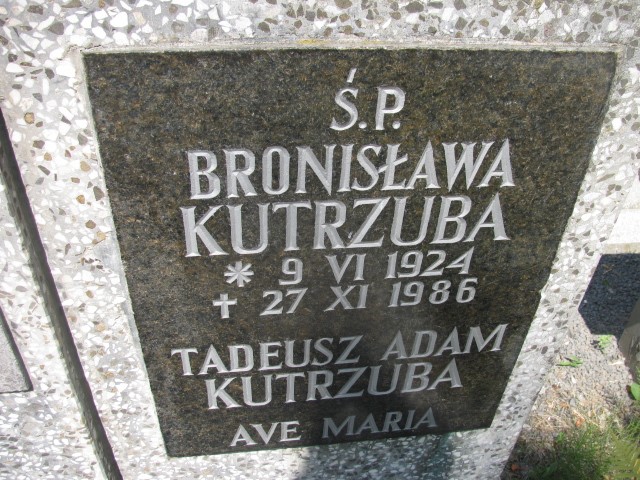 Ś.P.
BRONISŁAWA
KUTRZUBA
* 9 VI 1924
✝ 27 XI 1986
TADEUSZ ADAM
KUTRZUBA
AVE MARIA